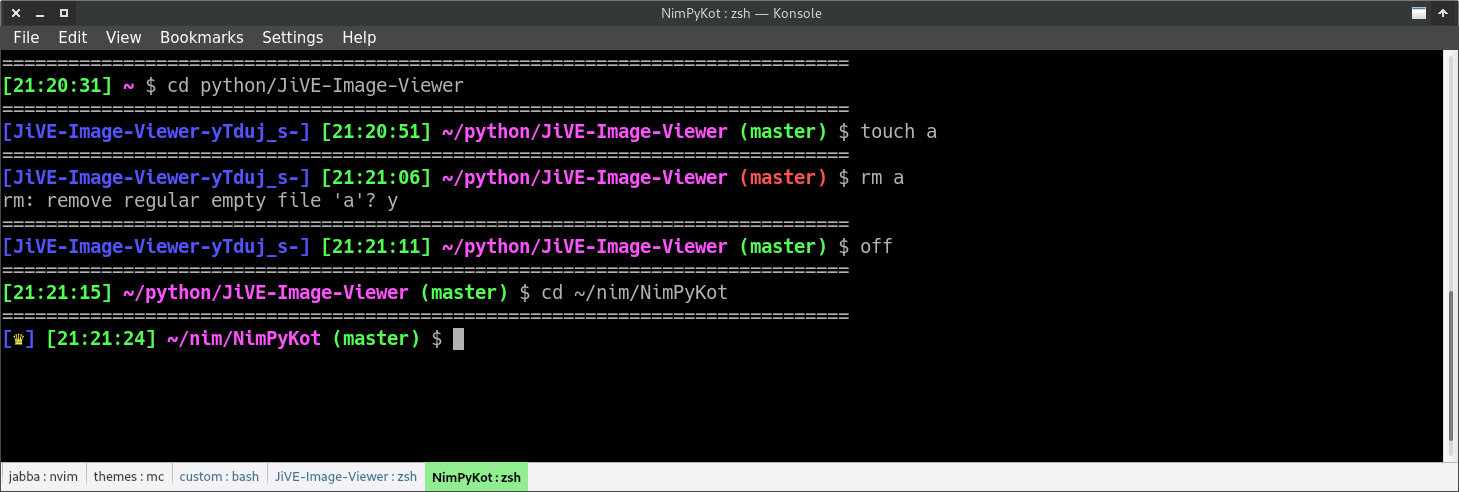 NimPyKot : zsh — Konsole
File Edit View Bookmarks Settings Help
=============================================================================
[21:20:31] ~ $ cd python/JiVE-Image-Viewer
=============================================================================
[JiVE-Image-Viewer-yTduj_s-] [21:20:51] ~/python/JiVE-Image-Viewer (master) $ touch a
=============================================================================
[JiVE-Image-Viewer-yTduj_s-] [21:21:06] ~/python/JiVE-Image-Viewer (master) $ rm a
rm: remove regular empty file 'a'? y
=============================================================================
[JiVE-Image-Viewer-yTduj_s-] [21:21:11] ~/python/JiVE-Image-Viewer (master) $ off
=============================================================================
[21:21:15] ~/python/JiVE-Image-Viewer (master) $ cd ~/nim/NimPyKot
=============================================================================
[♛] [21:21:24] ~/nim/NimPyKot (master) $
jabba : nvim themes : mc custom : bash JiVE-Image-Viewer : zsh NimPyKot : zsh